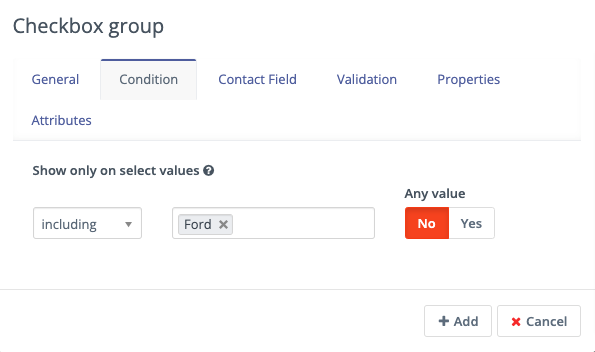 Checkbox group
General Condition Contact Field Validation Properties
Attributes
Show only on select values
Any value
including Ford No Yes
Add Cancel